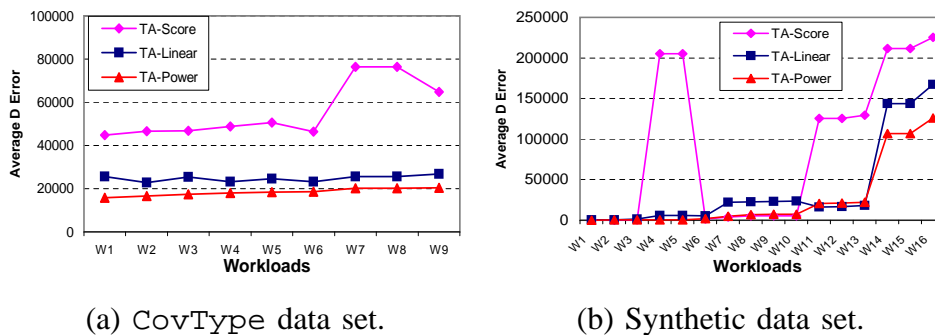 100000
80000
60000
40000
20000
0
Average D Error
TA-Score
TA-Linear
TA-Power
W1 W2 W3 W4 W5 W6 W7 W8 W9
Workloads
(a) CovType data set.
250000
200000
150000
100000
50000
0
Average D Error
TA-Score
TA-Linear
TA-Power
W1 W2 W3 W4 W5 W6 W7 W8 W9 W10 W11 W12 W13 W14 W15 W16
Workloads
(b) Synthetic data set.